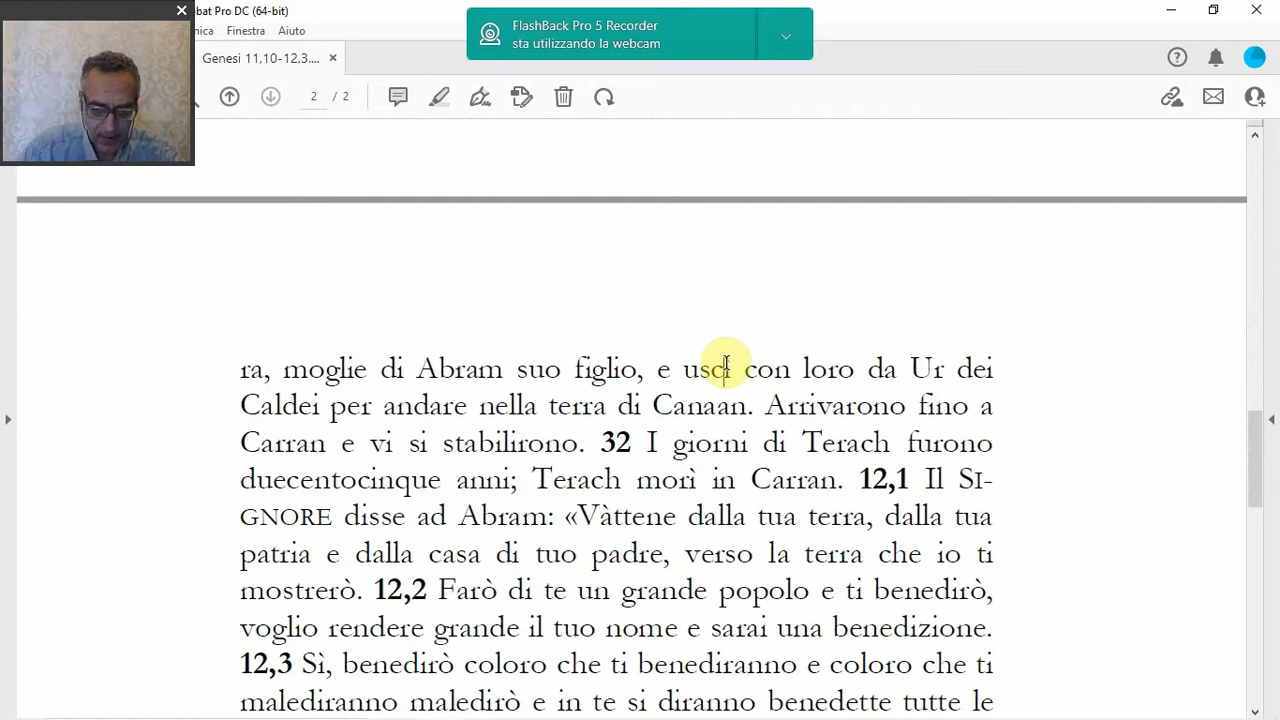 bat Pro DC (64-bit)
FlashBack Pro 5 Recorder
sta utilizzando la webcam
nica Finestra Aiuto
Genesi 11,10-12,3....
2 / 2
ra, moglie di Abram suo figlio, e uscì con loro da Ur dei
Caldei per andare nella terra di Canaan. Arrivarono fino a
Carran e vi si stabilirono. 32 I giorni di Terach furono
duecentocinque anni; Terach morì in Carran. 12,1 Il SI-
GNORE disse ad Abram: «Vàttene dalla tua terra, dalla tua
patria e dalla casa di tuo padre, verso la terra che io ti
mostrerò. 12,2 Farò di te un grande popolo e ti benedirò,
voglio rendere grande il tuo nome e sarai una benedizione.
12,3 Sì, benedirò coloro che ti benediranno e coloro che ti
malediranno maledirò e in te si diranno benedette tutte le